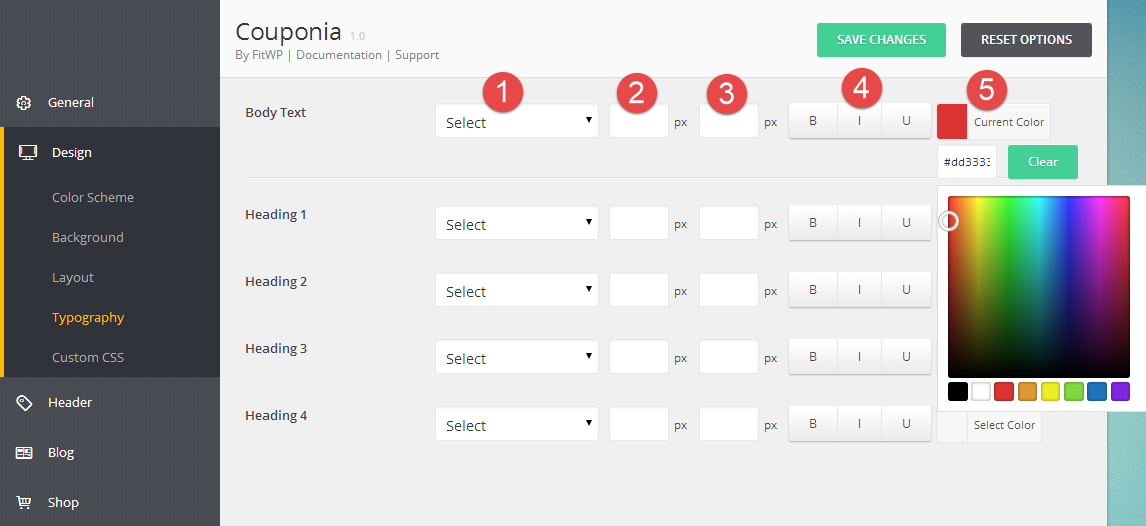 Couponia 1.0
By FitWP | Documentation | Support
SAVE CHANGES
RESET OPTIONS
General
Design
Color Scheme
Background
Layout
Typography
Custom CSS
Header
Blog
Shop
1 2 3 4 5
Body Text Select px px B I U Current Color
#dd3333 Clear
Heading 1 Select px px B I U
Heading 2 Select px px B I U
Heading 3 Select px px B I U
Heading 4 Select px px B I U Select Color